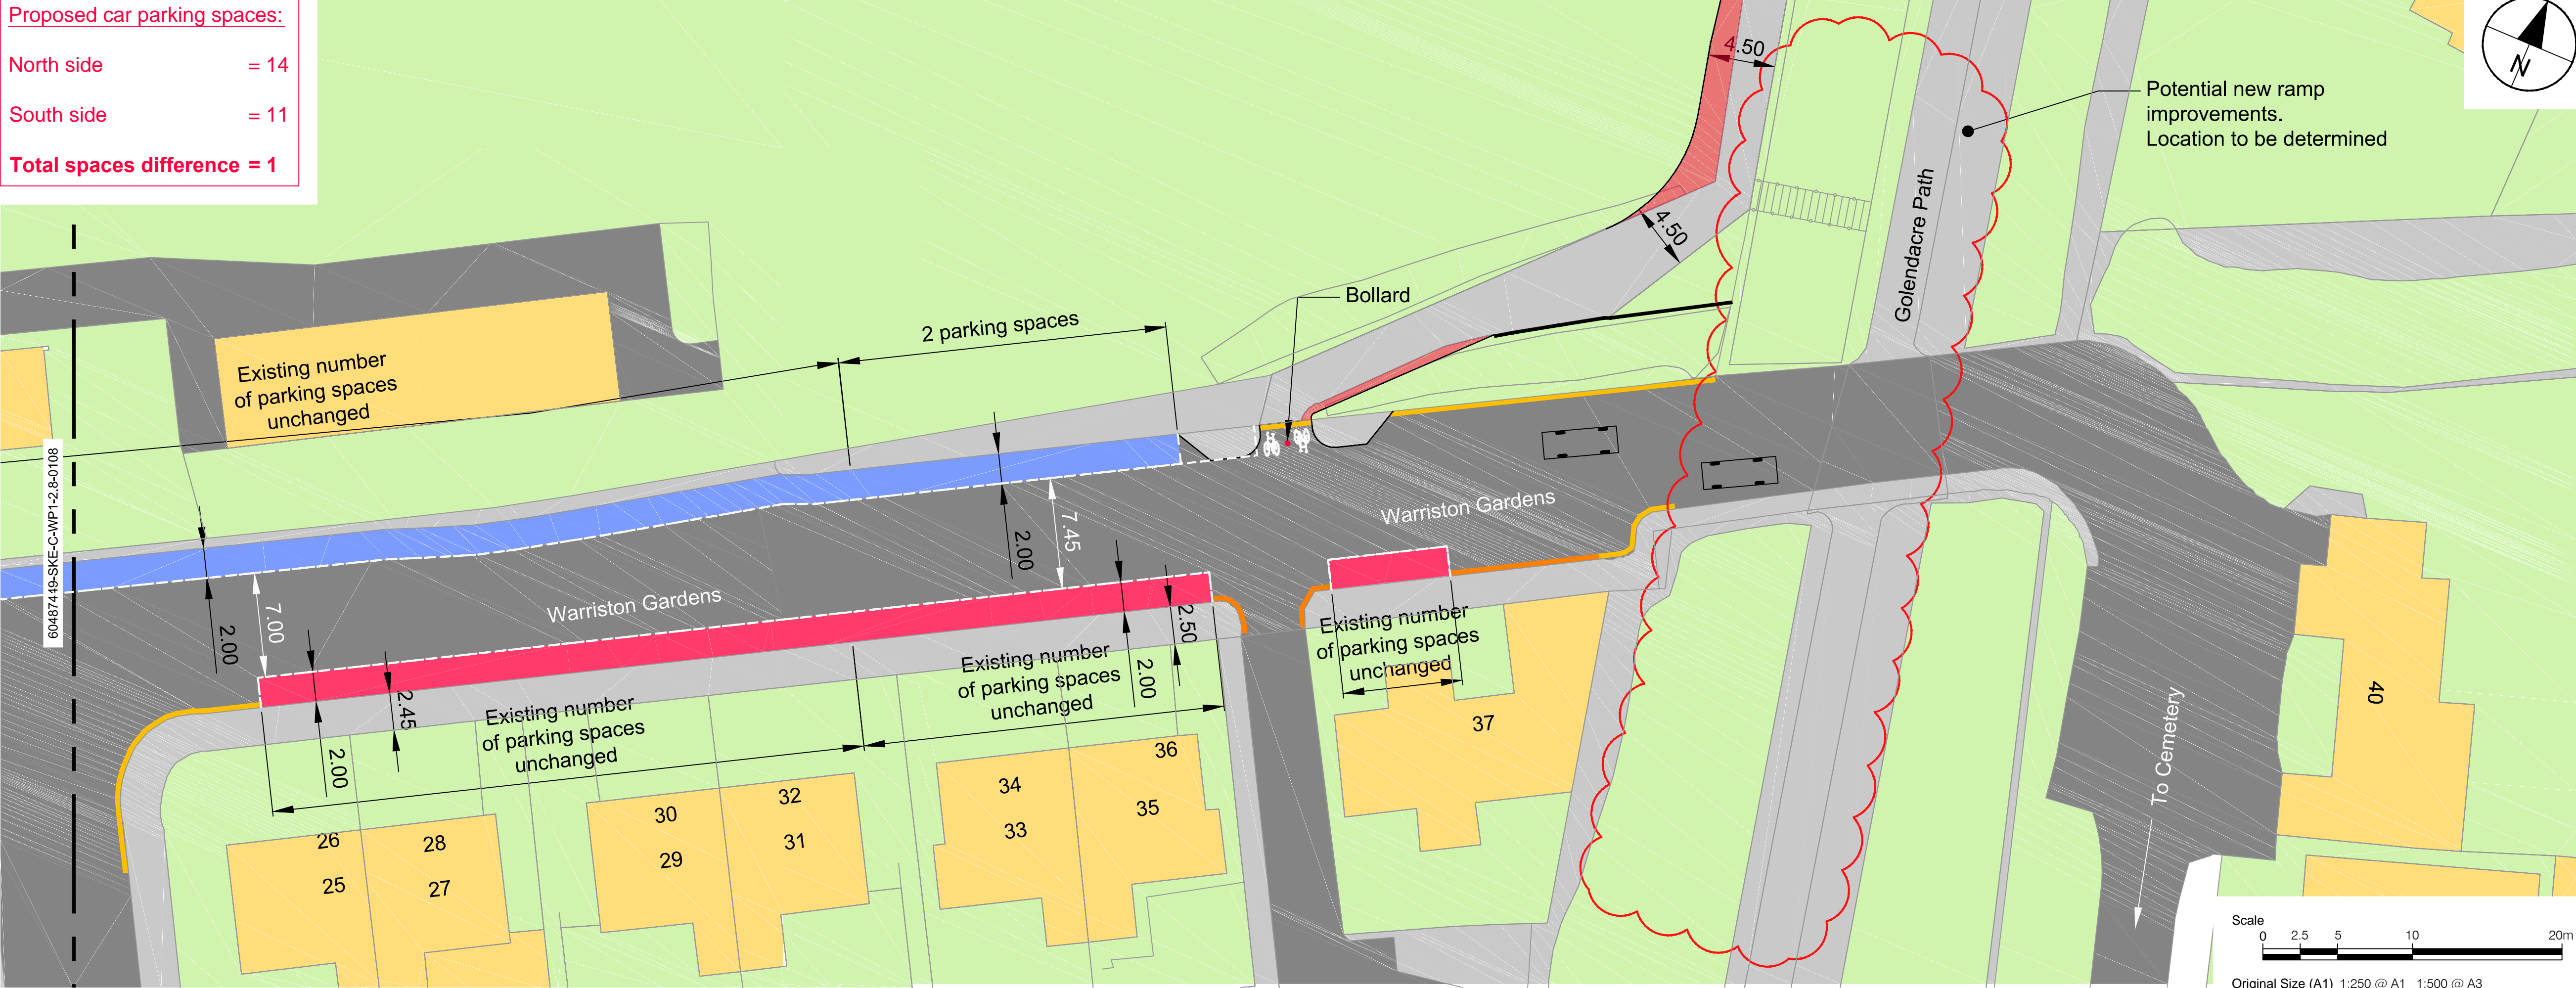 Proposed car parking spaces:
North side = 14
South side = 11
Total spaces difference = 1
4.50
N
Potential new ramp
improvements.
Location to be determined
4.50
Golendacre Path
Bollard
2 parking spaces
Existing number
of parking spaces
unchanged
60487449-SKE-C-WP1-2.8-0108
2.00
7.00
Warriston Gardens
2.00
7.45
Warriston Gardens
2.45
2.00
Existing number
of parking spaces
unchanged
Existing number
of parking spaces
unchanged
2.00
2.50
Existing number
of parking spaces
unchanged
37
40
To Cemetery
26
28
25
27
30
32
29
31
34
36
33
35
Scale
0 2.5 5 10 20m
Original Size (A1) 1:250 @ A1 1:500 @ A3